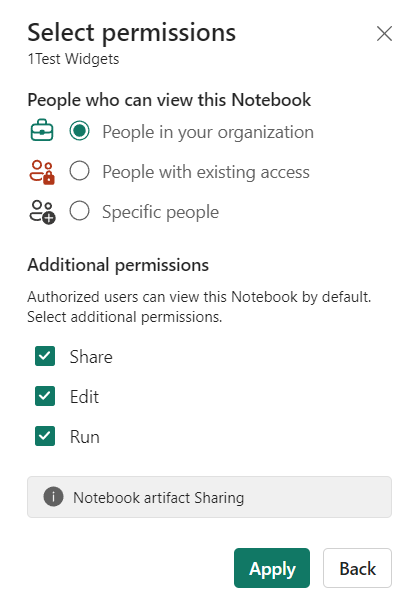 Select permissions
1Test Widgets
People who can view this Notebook
People in your organization
People with existing access
Specific people
Additional permissions
Authorized users can view this Notebook by default.
Select additional permissions.
Share
Edit
Run
Notebook artifact Sharing
Apply
Back